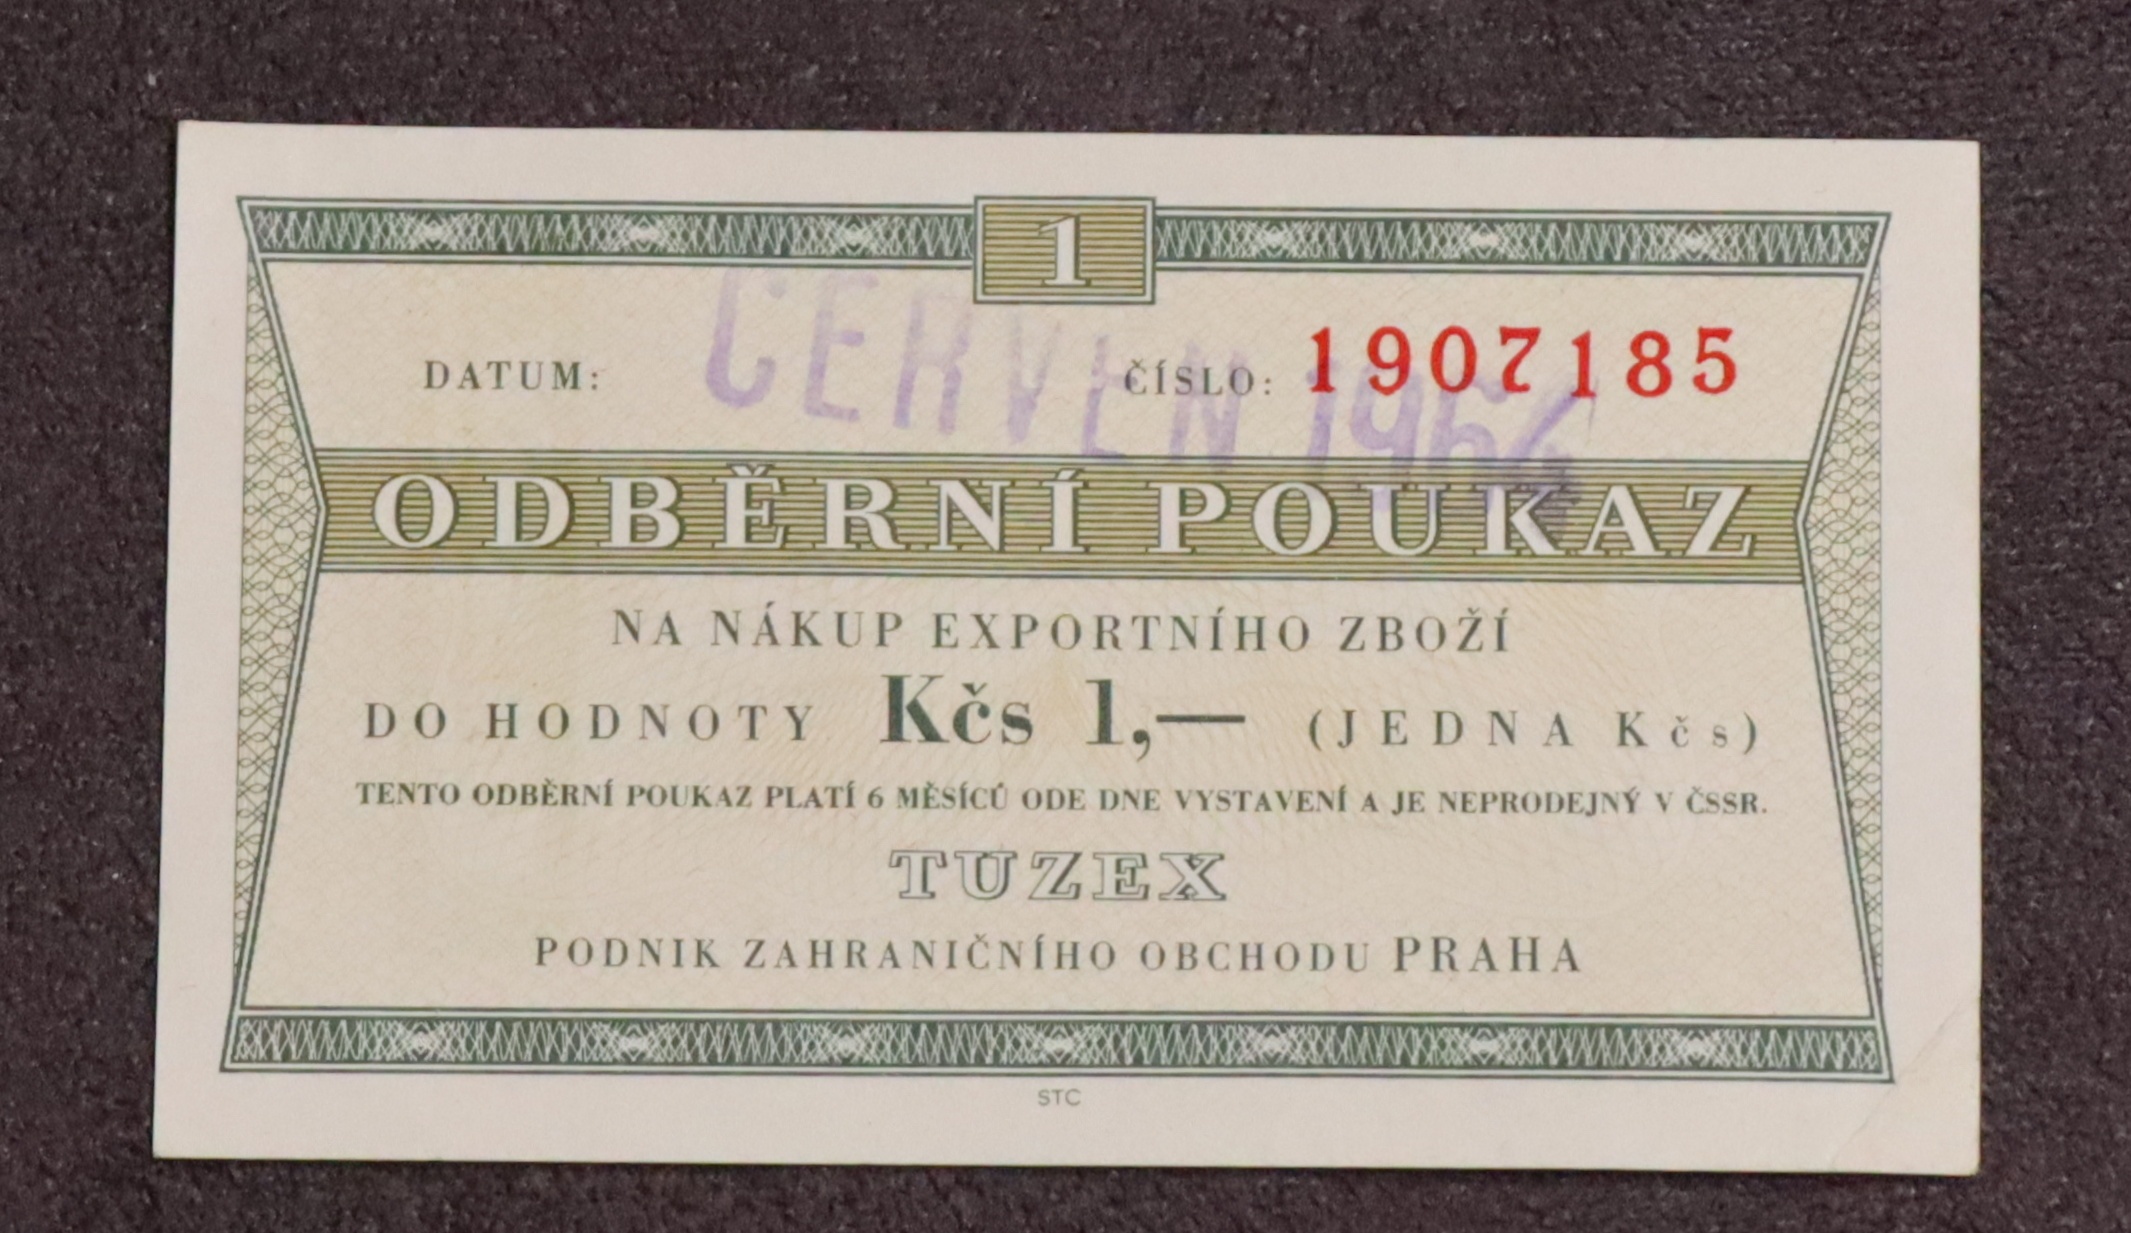 1
DATUM: ČERVEN 1964 ČÍSLO: 1907185
ODBĚRNÍ POUKAZ
NA NÁKUP EXPORTNÍHO ZBOŽÍ
DO HODNOTY Kčs 1,— (JEDNA Kčs)
TENTO ODBĚRNÍ POUKAZ PLATÍ 6 MĚSÍCŮ ODE DNE VYSTAVENÍ A JE NEPRODEJNÝ V ČSSR.
TUZEX
PODNIK ZAHRANIČNÍHO OBCHODU PRAHA
STC